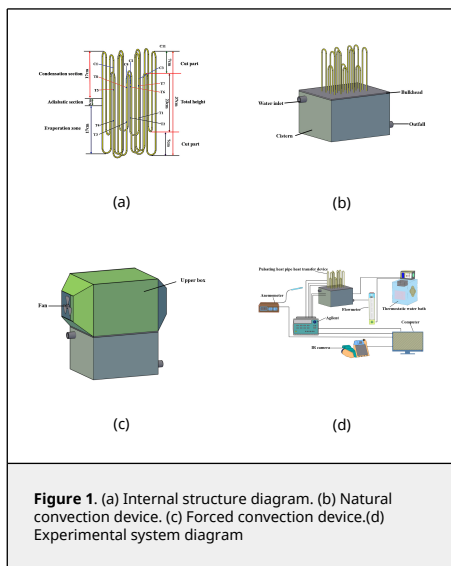 Condensation section
Adiabatic section
Evaporation zone
Cut part
Total height
Cut part
(a)
Water inlet
Cistern
Bulkhead
Outfall
(b)
Upper box
Fan
(c)
Pulsating heat pipe heat transfer device
Anemometer
Agilent
Flowmeter
Thermostatic water bath
Computer
IR camera
(d)
Figure 1. (a) Internal structure diagram. (b) Natural
convection device. (c) Forced convection device.(d)
Experimental system diagram